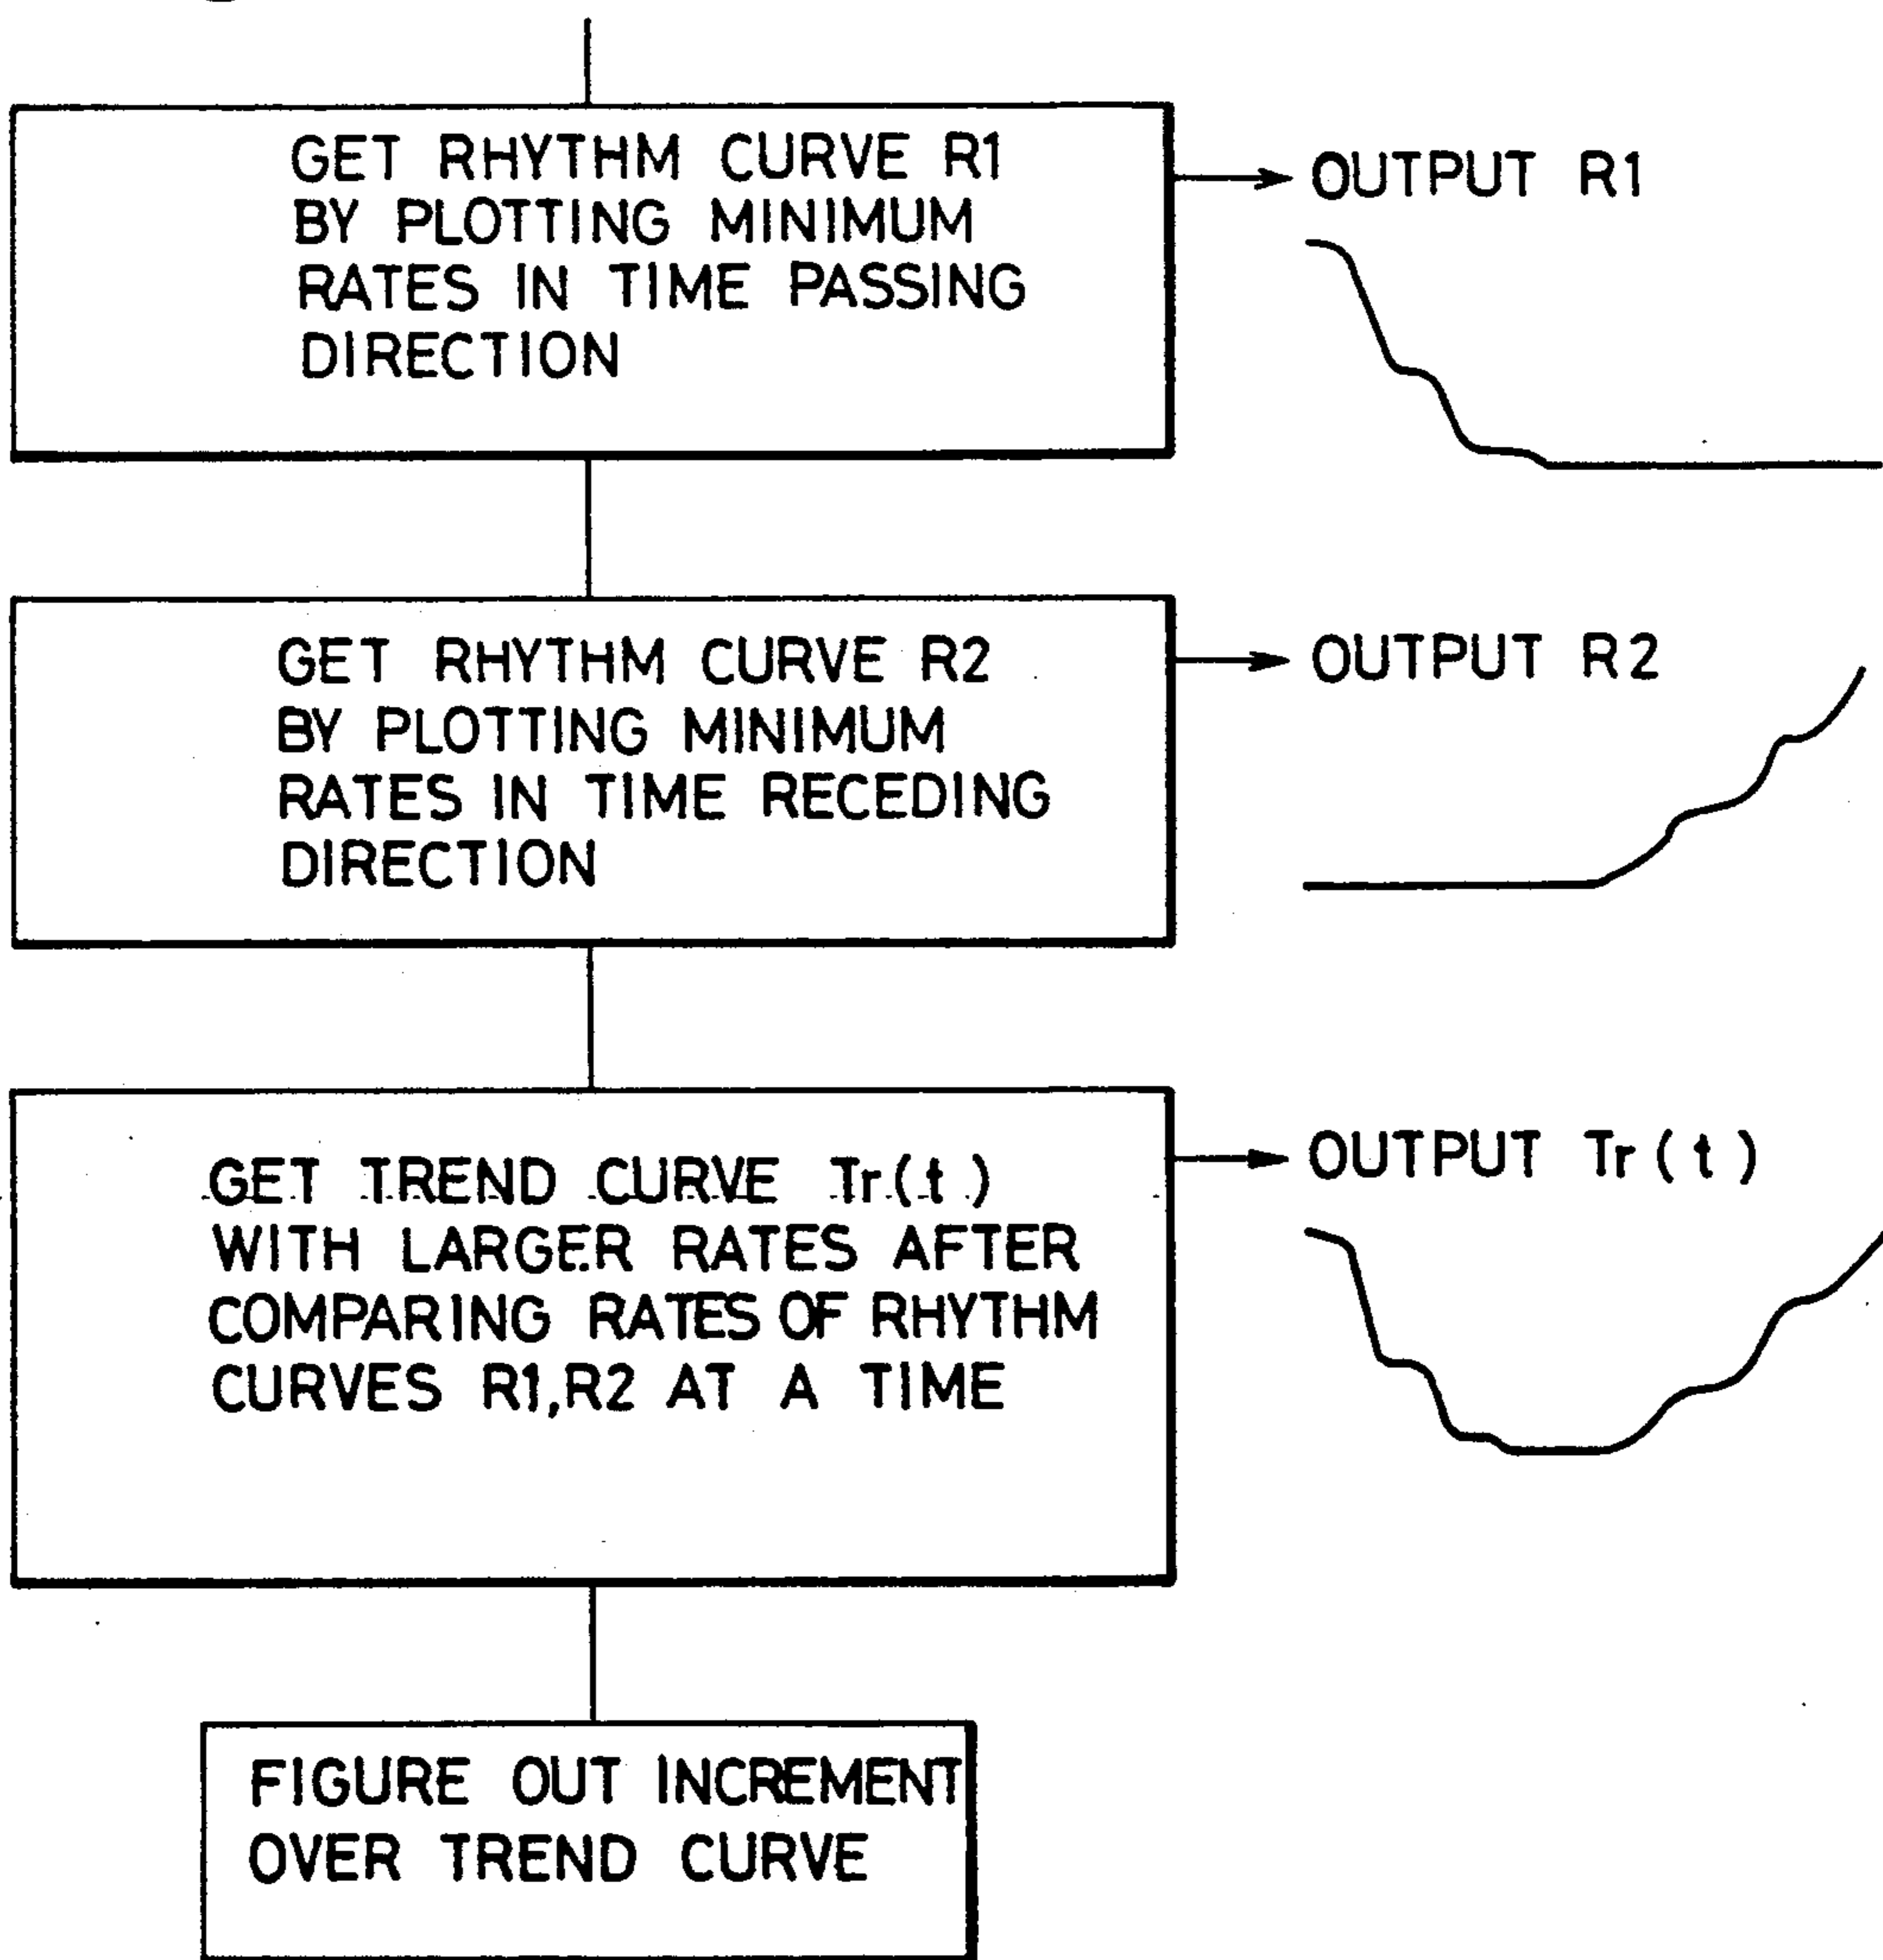 GET RHYTHM CURVE R1
BY PLOTTING MINIMUM
RATES IN TIME PASSING
DIRECTION
OUTPUT R1
GET RHYTHM CURVE R2
BY PLOTTING MINIMUM
RATES IN TIME RECEDING
DIRECTION
OUTPUT R2
GET TREND CURVE Tr(t)
WITH LARGER RATES AFTER
COMPARING RATES OF RHYTHM
CURVES R1,R2 AT A TIME
OUTPUT Tr(t)
FIGURE OUT INCREMENT
OVER TREND CURVE